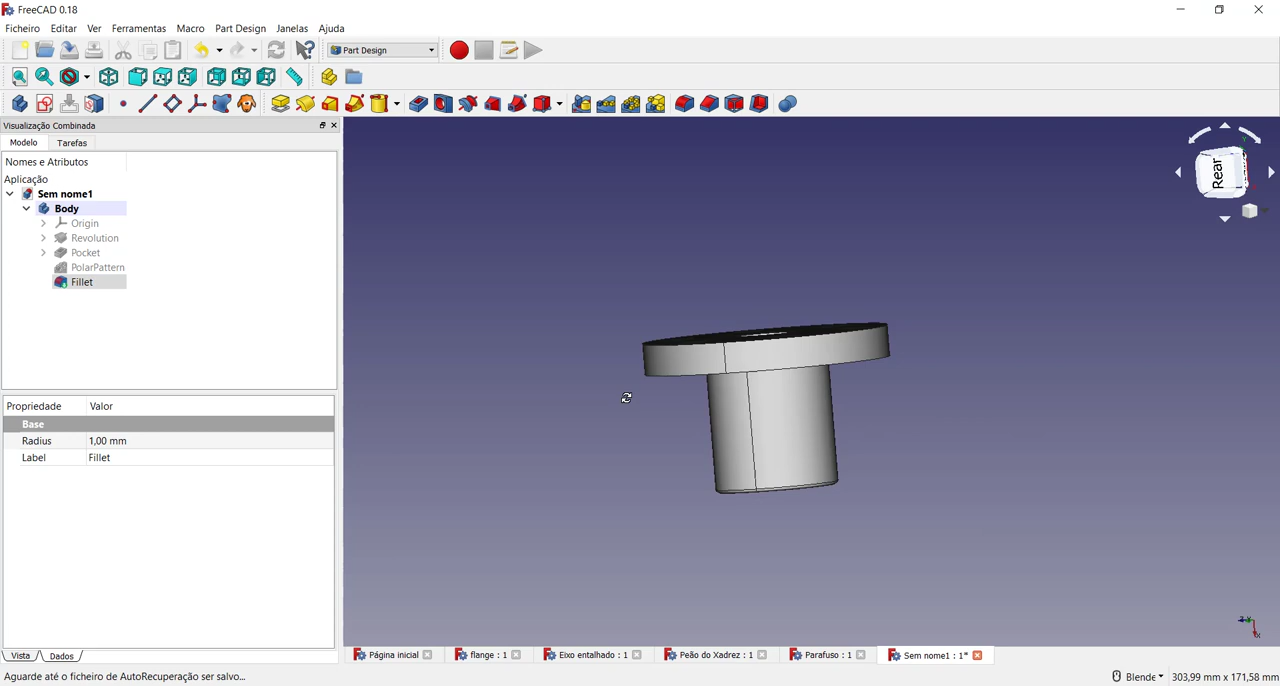 FreeCAD 0.18
Ficheiro Editar Ver Ferramentas Macro Part Design Janelas Ajuda
Part Design
Visualização Combinada
Modelo Tarefas
Nomes e Atributos
Aplicação
Sem nome1
Body
Origin
Revolution
Pocket
PolarPattern
Fillet
Rear
Propriedade Valor
Base
Radius 1,00 mm
Label Fillet
Vista Dados
Página inicial flange : 1 Eixo entalhado : 1 Peão do Xadrez : 1 Parafuso : 1 Sem nome1 : 1*
Aguarde até o ficheiro de AutoRecuperação ser salvo... Blende 303,99 mm x 171,58 mm